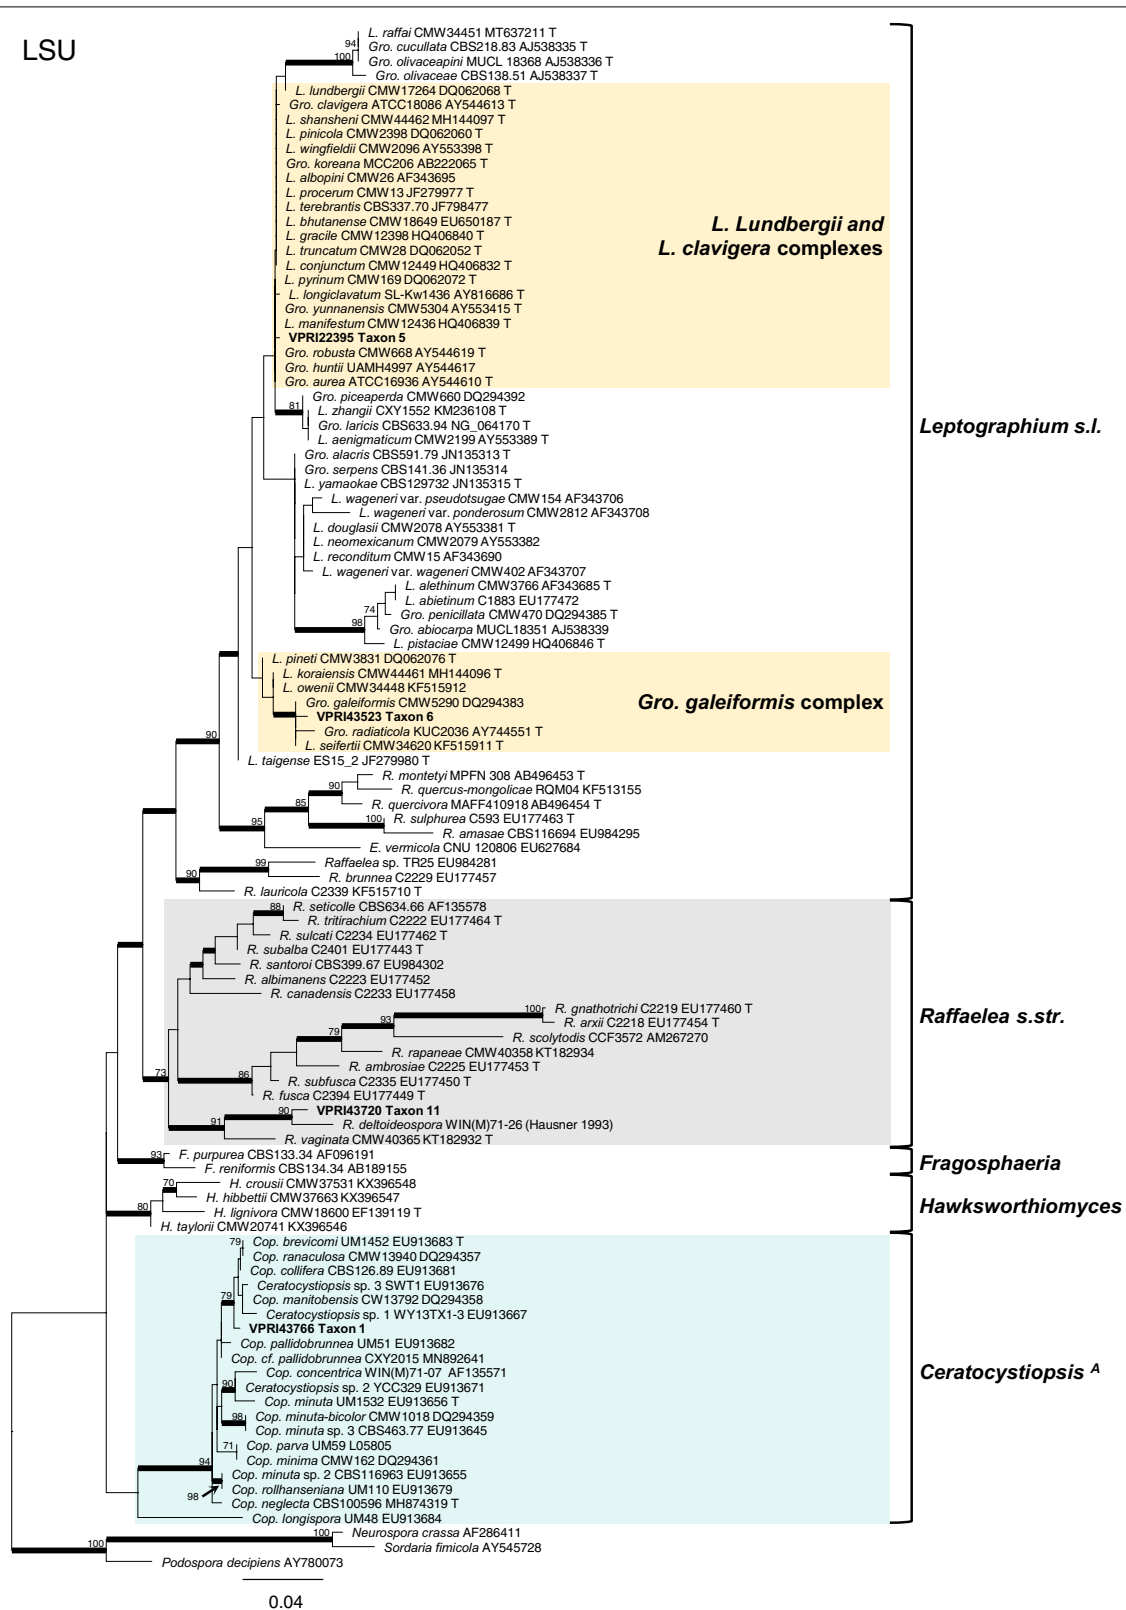 LSU
94
L. raffai CMW34451 MT637211 T
Gro. cucullata CBS218.83 AJ538335 T
100
Gro. olivaceapini MUCL 18368 AJ538336 T
Gro. olivaceae CBS138.51 AJ538337 T
L. lundbergii CMW17264 DQ062068 T
Gro. clavigera ATCC18086 AY544613 T
L. shansheni CMW44462 MH144097 T
L. pinicola CMW2398 DQ062060 T
L. wingfieldii CMW2096 AY553398 T
Gro. koreana MCC206 AB222065 T
L. albopini CMW26 AF343695
L. procerum CMW13 JF279977 T
L. terebrantis CBS337.70 JF798477
L. bhutanense CMW18649 EU650187 T
L. gracile CMW12398 HQ406840 T
L. truncatum CMW28 DQ062052 T
L. conjunctum CMW12449 HQ406832 T
L. pyrinum CMW169 DQ062072 T
L. longiclavatum SL-Kw1436 AY816686 T
Gro. yunnanensis CMW5304 AY553415 T
L. manifestum CMW12436 HQ406839 T
VPRI22395 Taxon 5
Gro. robusta CMW668 AY544619 T
Gro. huntii UAMH4997 AY544617
Gro. aurea ATCC16936 AY544610 T
L. Lundbergii and
L. clavigera complexes
Gro. piceaperda CMW660 DQ294392
81
L. zhangii CXY1552 KM236108 T
Gro. laricis CBS633.94 NG_064170 T
L. aenigmaticum CMW2199 AY553389 T
Leptographium s.l.
Gro. alacris CBS591.79 JN135313 T
Gro. serpens CBS141.36 JN135314
L. yamaokae CBS129732 JN135315 T
L. wageneri var. pseudotsugae CMW154 AF343706
L. wageneri var. ponderosum CMW2812 AF343708
L. douglasii CMW2078 AY553381 T
L. neomexicanum CMW2079 AY553382
L. reconditum CMW15 AF343690
L. wageneri var. wageneri CMW402 AF343707
L. alethinum CMW3766 AF343685 T
L. abietinum C1883 EU177472
74
Gro. penicillata CMW470 DQ294385 T
98
Gro. abiocarpa MUCL18351 AJ538339
L. pistaciae CMW12499 HQ406846 T
L. pineti CMW3831 DQ062076 T
L. koraiensis CMW44461 MH144096 T
L. owenii CMW34448 KF515912
Gro. galeiformis CMW5290 DQ294383
VPRI43523 Taxon 6
Gro. radiaticola KUC2036 AY744551 T
L. seifertii CMW34620 KF515911 T
Gro. galeiformis complex
90
L. taigense ES15_2 JF279980 T
R. montetyi MPFN 308 AB496453 T
90
R. quercus-mongolicae RQM04 KF513155
85
R. quercivora MAFF410918 AB496454 T
95
100
R. sulphurea C593 EU177463 T
R. amasae CBS116694 EU984295
E. vermicola CNU 120806 EU627684
99
Raffaelea sp. TR25 EU984281
90
R. brunnea C2229 EU177457
R. lauricola C2339 KF515710 T
88
R. seticolle CBS634.66 AF135578
R. tritirachium C2222 EU177464 T
R. sulcati C2234 EU177462 T
R. subalba C2401 EU177443 T
R. santoroi CBS399.67 EU984302
R. albimanens C2223 EU177452
R. canadensis C2233 EU177458
100
R. gnathotrichi C2219 EU177460 T
93
R. arxii C2218 EU177454 T
79
R. scolytodis CCF3572 AM267270
R. rapaneae CMW40358 KT182934
R. ambrosiae C2225 EU177453 T
73
86
R. subfusca C2335 EU177450 T
R. fusca C2394 EU177449 T
90
VPRI43720 Taxon 11
91
R. deltoideospora WIN(M)71-26 (Hausner 1993)
R. vaginata CMW40365 KT182932 T
Raffaelea s.str.
93
F. purpurea CBS133.34 AF096191
F. reniformis CBS134.34 AB189155
Fragosphaeria
70
H. crousii CMW37531 KX396548
H. hibbettii CMW37663 KX396547
80
H. lignivora CMW18600 EF139119 T
H. taylorii CMW20741 KX396546
Hawksworthiomyces
79
Cop. brevicomi UM1452 EU913683 T
Cop. ranaculosa CMW13940 DQ294357
Cop. collifera CBS126.89 EU913681
Ceratocystiopsis sp. 3 SWT1 EU913676
79
Cop. manitobensis CW13792 DQ294358
Ceratocystiopsis sp. 1 WY13TX1-3 EU913667
VPRI43766 Taxon 1
Cop. pallidobrunnea UM51 EU913682
Cop. cf. pallidobrunnea CXY2015 MN892641
Cop. concentrica WIN(M)71-07 AF135571
90
Ceratocystiopsis sp. 2 YCC329 EU913671
Cop. minuta UM1532 EU913656 T
98
Cop. minuta-bicolor CMW1018 DQ294359
Cop. minuta sp. 3 CBS463.77 EU913645
71
Cop. parva UM59 L05805
94
Cop. minima CMW162 DQ294361
Cop. minuta sp. 2 CBS116963 EU913655
98
Cop. rollhanseniana UM110 EU913679
Cop. neglecta CBS100596 MH874319 T
Cop. longispora UM48 EU913684
Ceratocystiopsis A
100
Neurospora crassa AF286411
100
Sordaria fimicola AY545728
Podospora decipiens AY780073
0.04